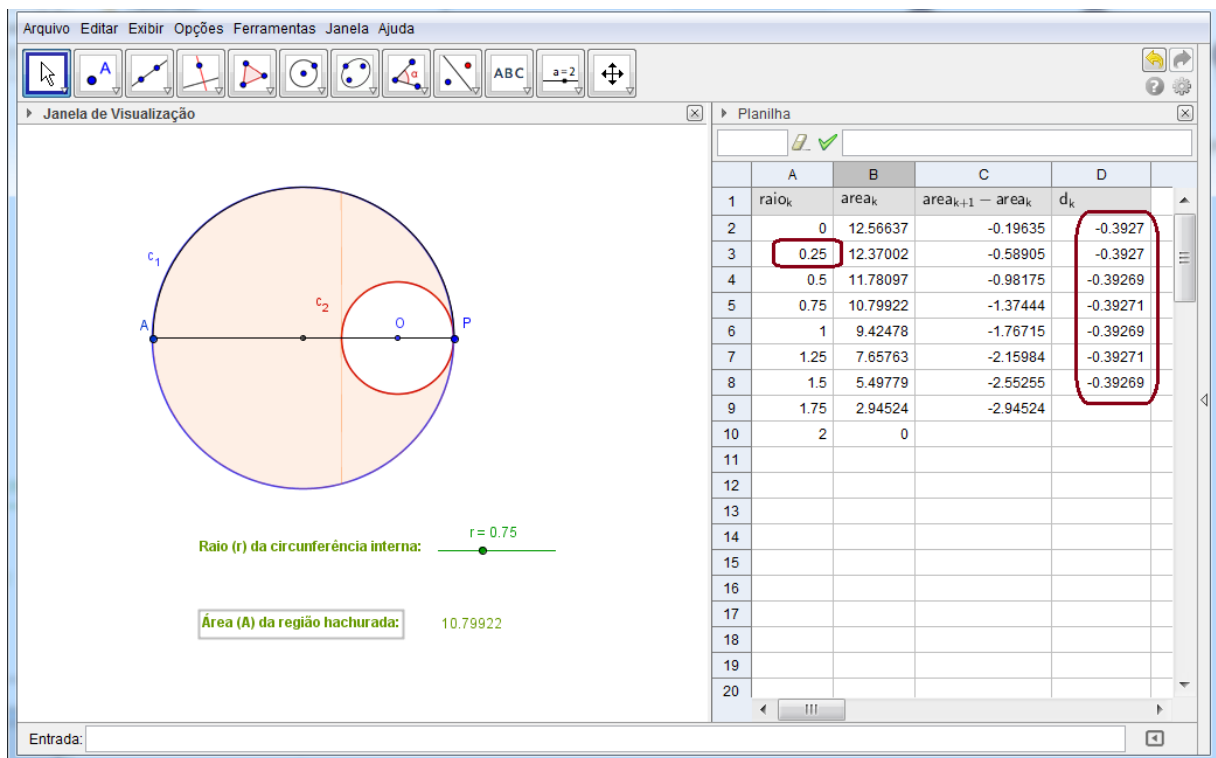 Arquivo Editar Exibir Opções Ferramentas Janela Ajuda
A α ABC a=2
Janela de Visualização
Planilha
A B C D
1 raioₖ areaₖ areaₖ₊₁ − areaₖ dₖ
2 0 12.56637 -0.19635 -0.3927
3 0.25 12.37002 -0.58905 -0.3927
4 0.5 11.78097 -0.98175 -0.39269
5 0.75 10.79922 -1.37444 -0.39271
6 1 9.42478 -1.76715 -0.39269
7 1.25 7.65763 -2.15984 -0.39271
8 1.5 5.49779 -2.55255 -0.39269
9 1.75 2.94524 -2.94524
10 2 0
11
12
13
14
15
16
17
18
19
20
c₁
c₂
A O P
r = 0.75
Raio (r) da circunferência interna:
Área (A) da região hachurada: 10.79922
Entrada: